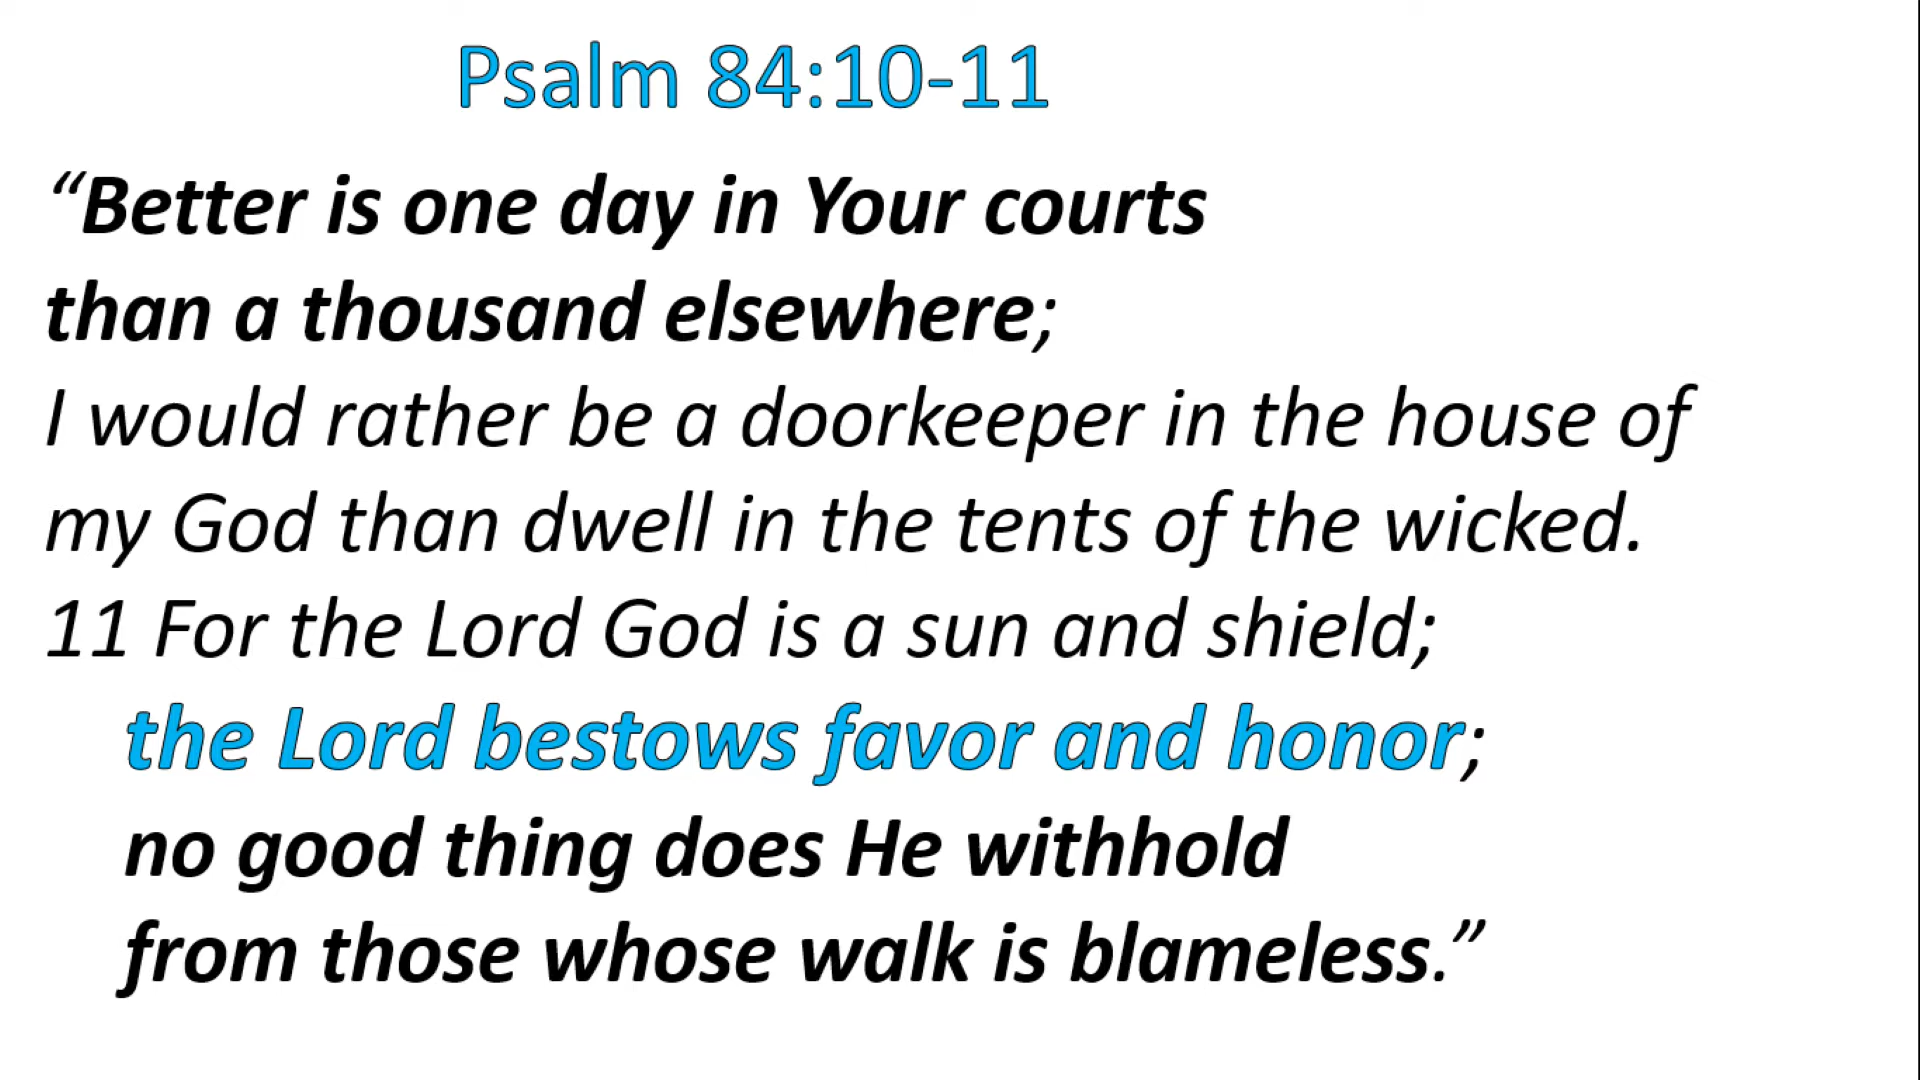 Psalm 84:10-11
“Better is one day in Your courts
than a thousand elsewhere;
I would rather be a doorkeeper in the house of
my God than dwell in the tents of the wicked.
11 For the Lord God is a sun and shield;
the Lord bestows favor and honor;
no good thing does He withhold
from those whose walk is blameless.”